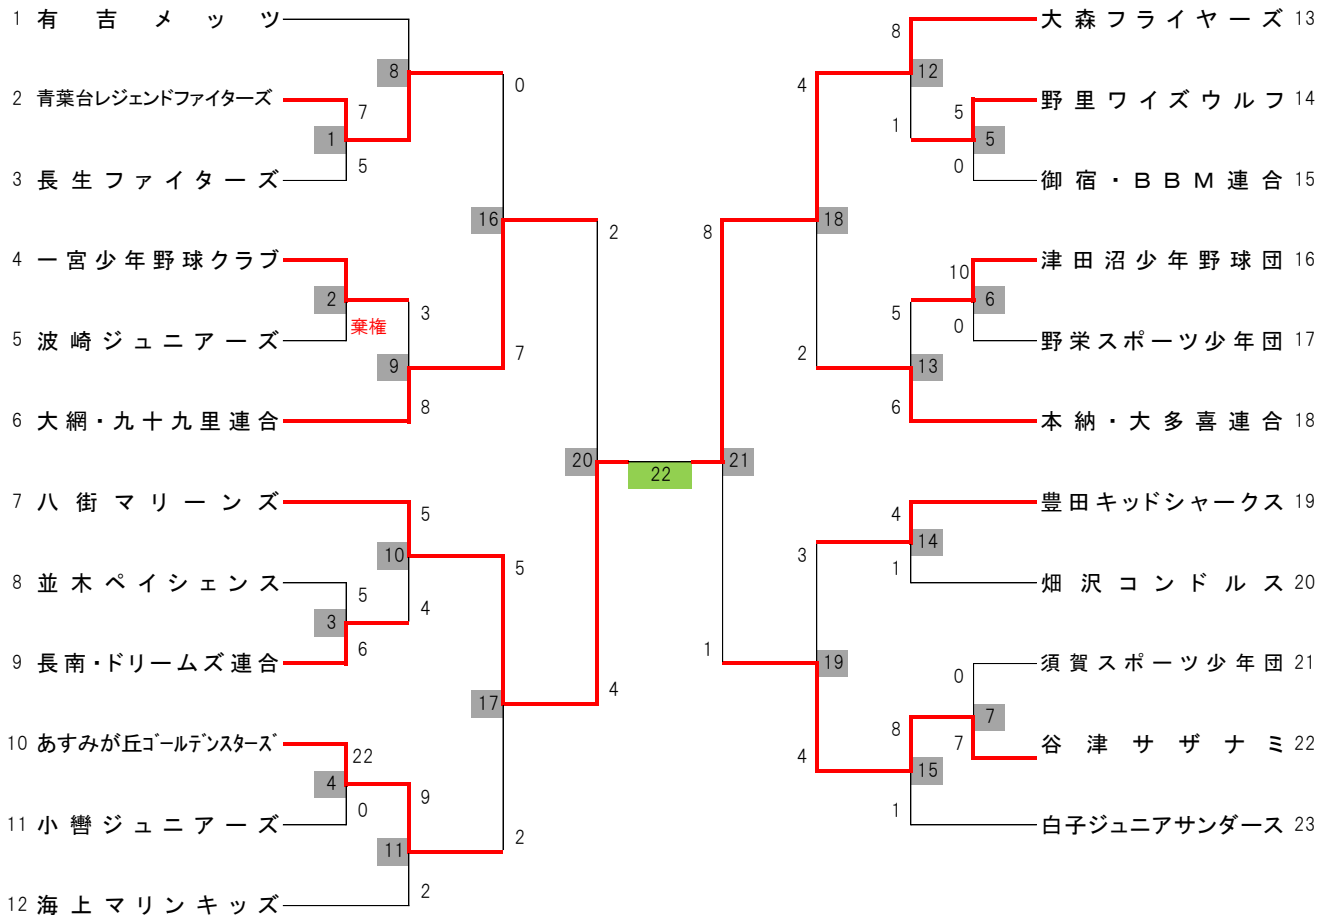 1 有吉メッツ
2 青葉台レジェンドファイターズ
3 長生ファイターズ
4 一宮少年野球クラブ
5 波崎ジュニアーズ
6 大網・九十九里連合
7 八街マリーンズ
8 並木ペイシェンス
9 長南・ドリームズ連合
10 あすみが丘ｺﾞｰﾙﾃﾞﾝｽﾀｰｽﾞ
11 小轡ジュニアーズ
12 海上マリンキッズ
7
1
5
2
棄権
5
3
6
22
4
0
8
3
9
8
5
10
4
9
11
2
0
16
7
5
17
2
2
20
4
22
8
21
1
4
18
2
3
19
4
8
12
1
5
13
6
4
14
1
8
15
1
5
5
0
10
6
0
0
7
7
大森フライヤーズ 13
野里ワイズウルフ 14
御宿・ＢＢＭ連合 15
津田沼少年野球団 16
野栄スポーツ少年団 17
本納・大多喜連合 18
豊田キッドシャークス 19
畑沢コンドルス 20
須賀スポーツ少年団 21
谷津サザナミ 22
白子ジュニアサンダース 23